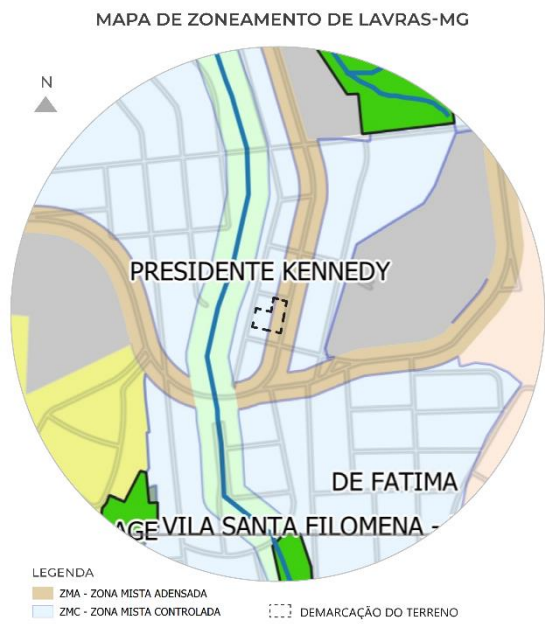 MAPA DE ZONEAMENTO DE LAVRAS-MG
N
PRESIDENTE KENNEDY
DE FATIMA
AGE VILA SANTA FILOMENA -
LEGENDA
ZMA - ZONA MISTA ADENSADA
ZMC - ZONA MISTA CONTROLADA
DEMARCAÇÃO DO TERRENO